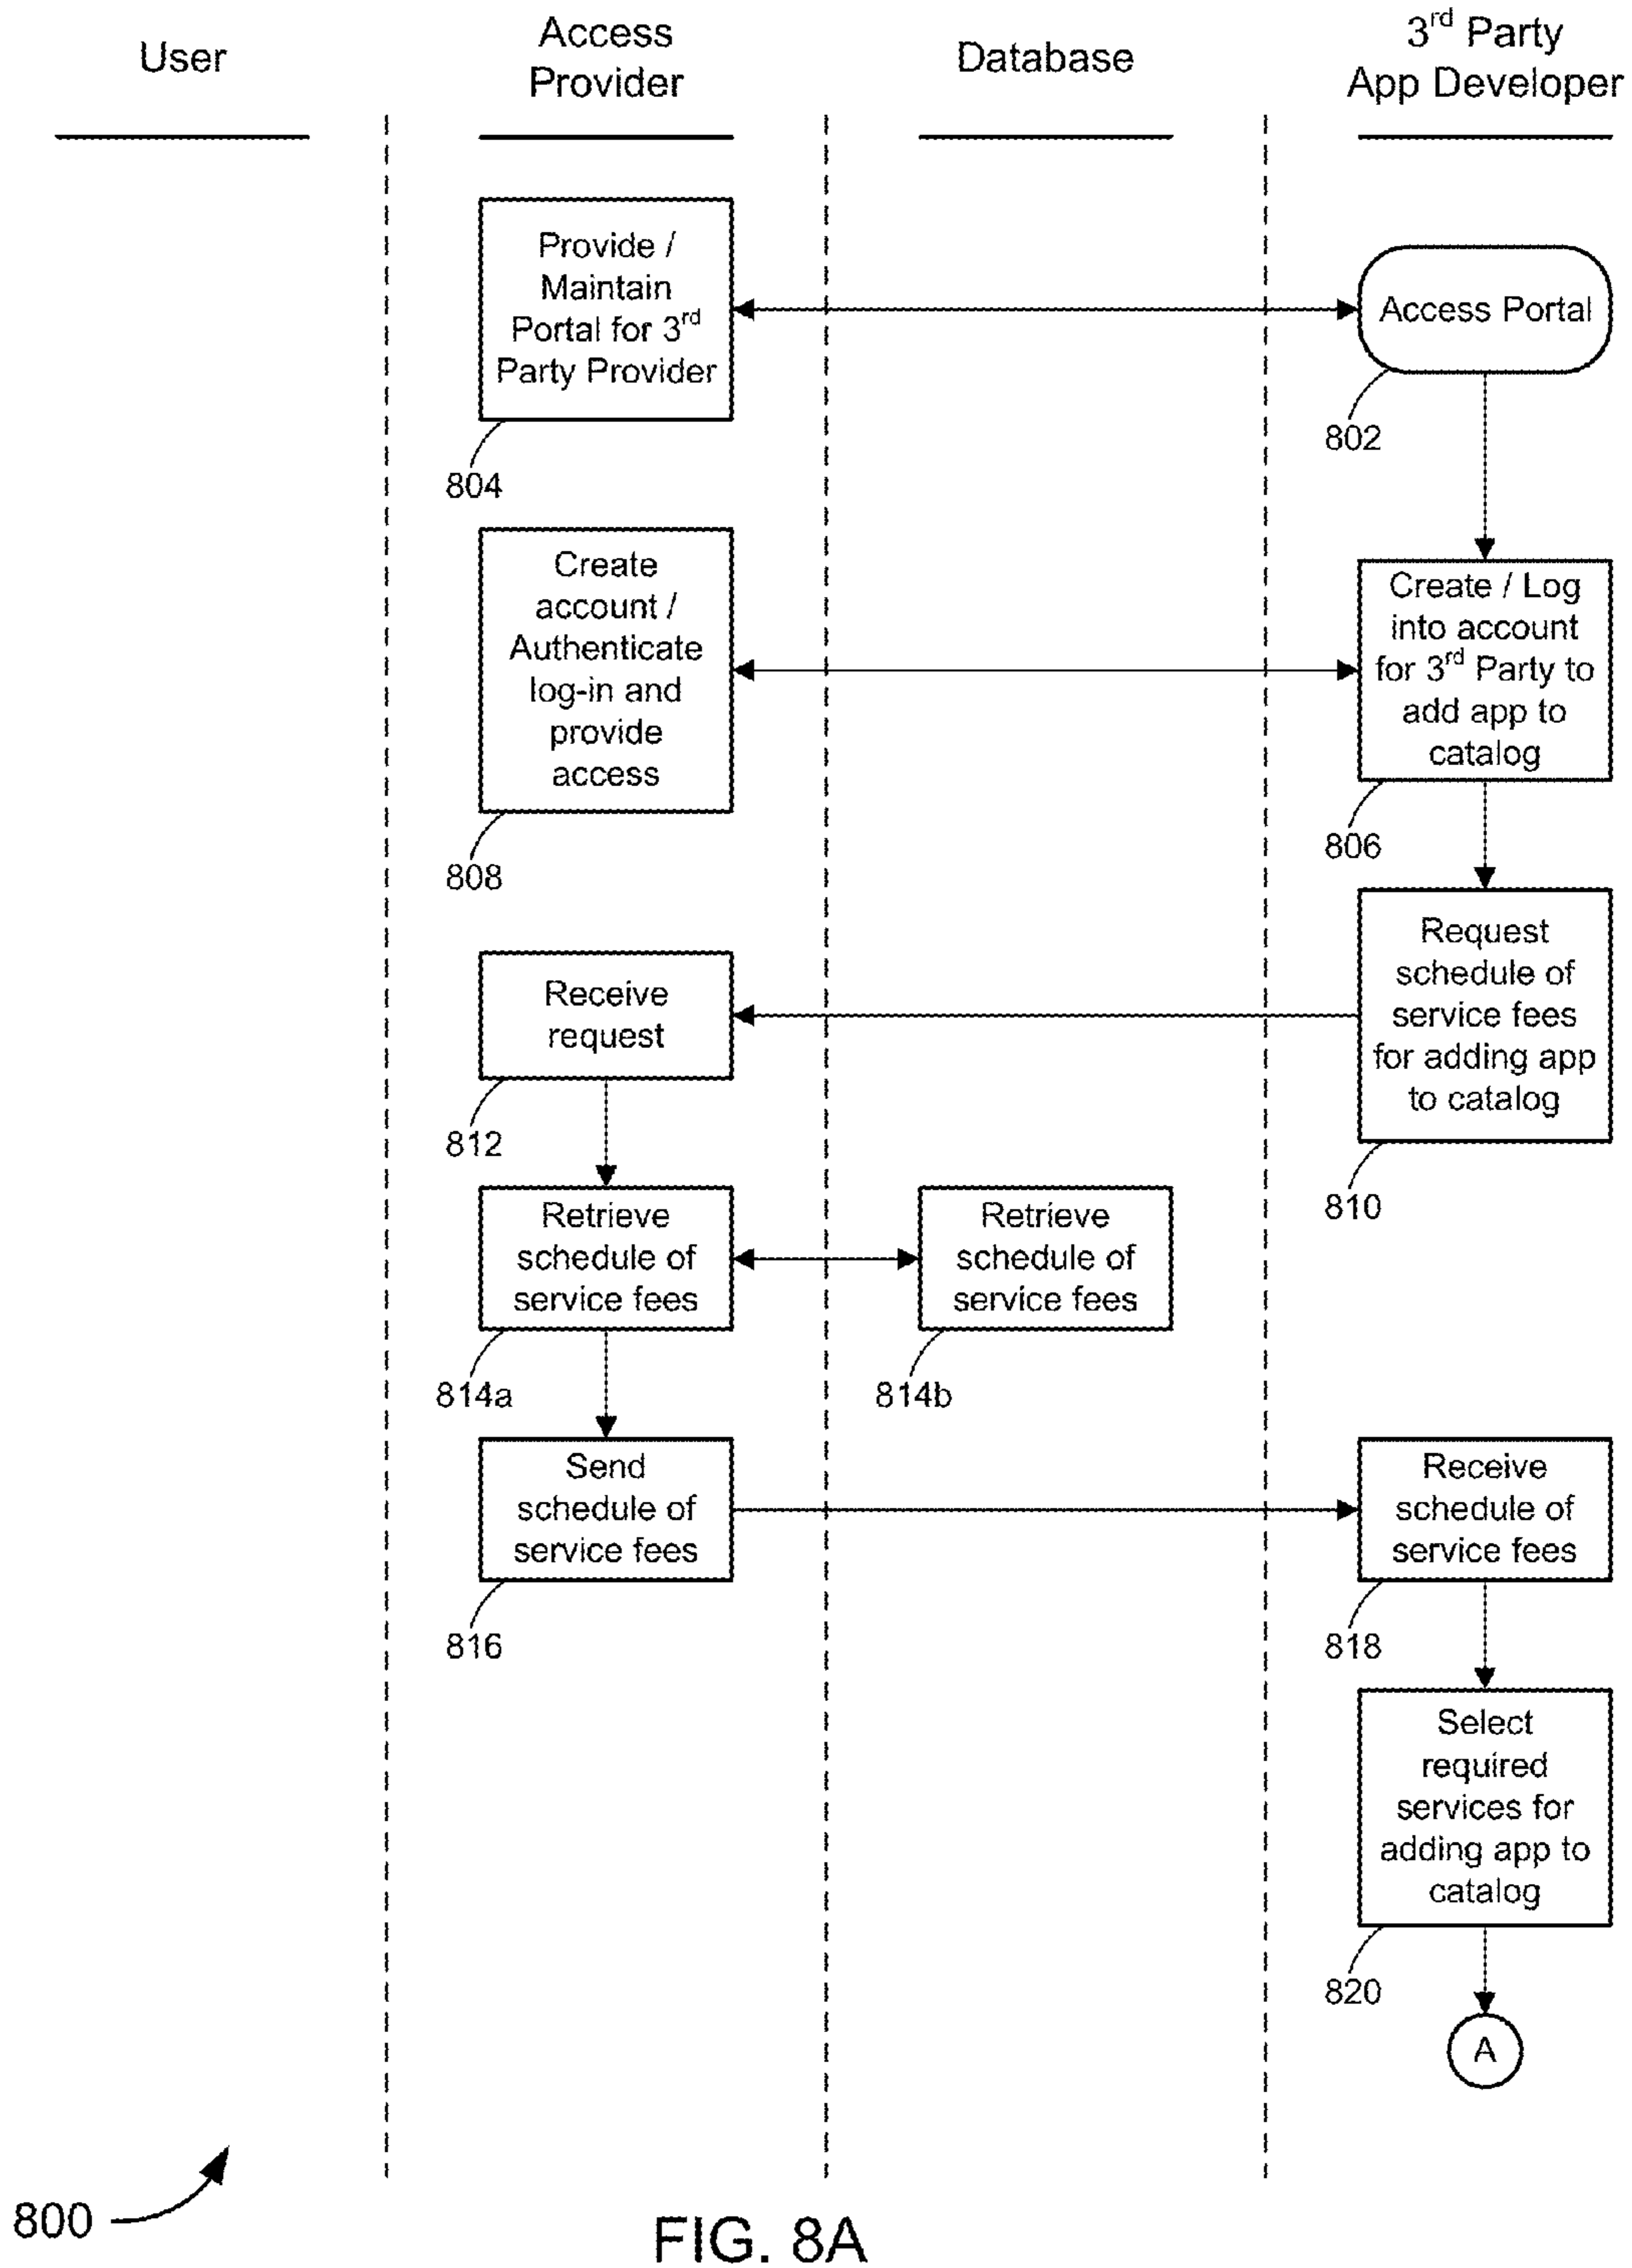 User
Access
Provider
Database
3rd Party
App Developer
Provide /
Maintain
Portal for 3rd
Party Provider
804
Access Portal
802
Create
account /
Authenticate
log-in and
provide
access
808
Create / Log
into account
for 3rd Party to
add app to
catalog
806
Request
schedule of
service fees
for adding app
to catalog
810
Receive
request
812
Retrieve
schedule of
service fees
814a
Retrieve
schedule of
service fees
814b
Send
schedule of
service fees
816
Receive
schedule of
service fees
818
Select
required
services for
adding app to
catalog
820
A
800
FIG. 8A